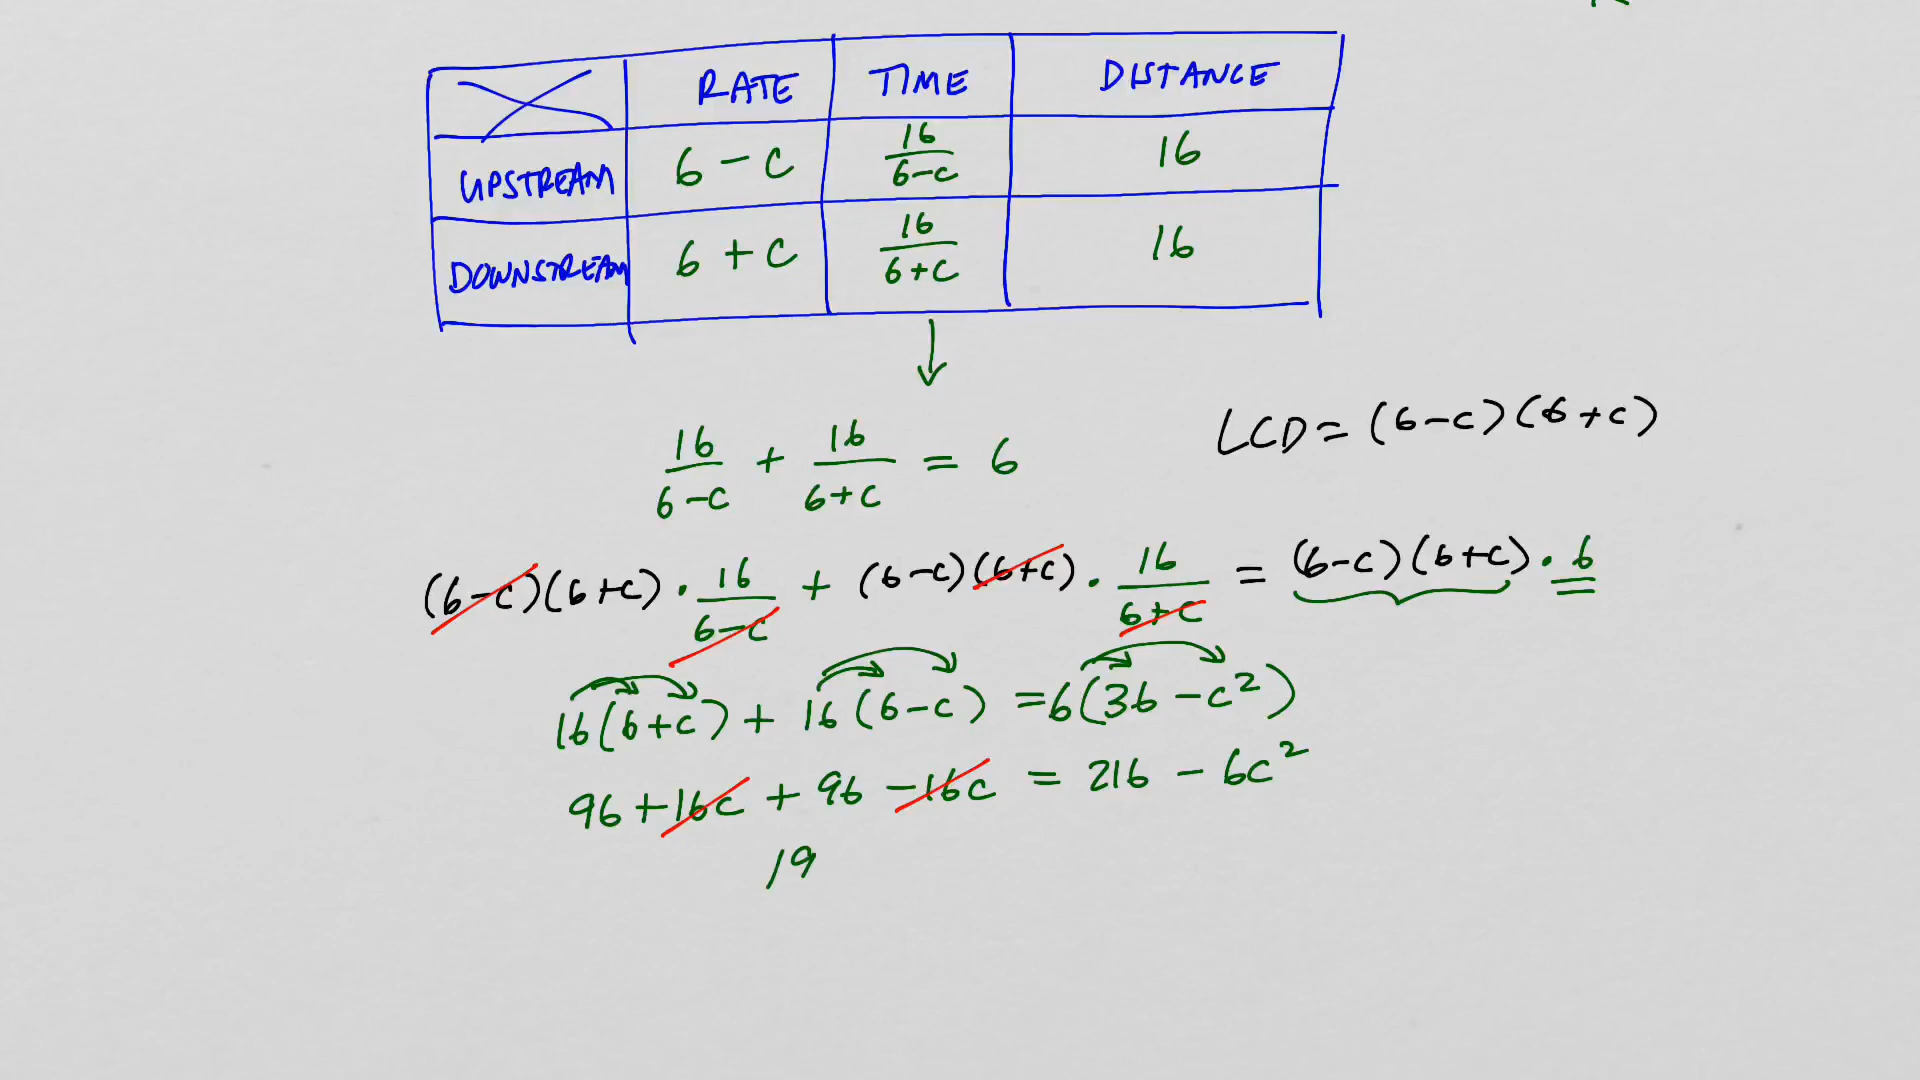 RATE TIME DISTANCE
UPSTREAM 6 - C 16/(6-C) 16
DOWNSTREAM 6 + C 16/(6+C) 16
↓
LCD = (6-C)(6+C)
16/(6-C) + 16/(6+C) = 6
(6-C)(6+C) · 16/(6-C) + (6-C)(6+C) · 16/(6+C) = (6-C)(6+C) · 6
16(6+C) + 16(6-C) = 6(36 - C²)
96 + 16C + 96 - 16C = 216 - 6C²
19